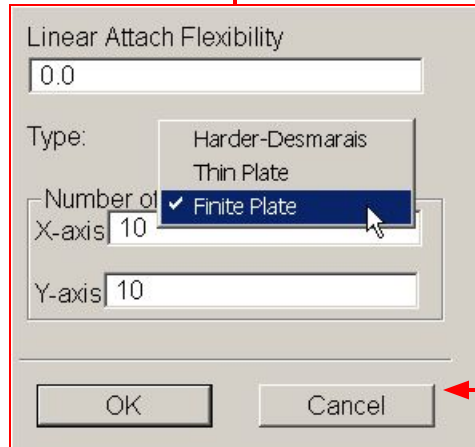 Linear Attach Flexibility
0.0
Type:
Harder-Desmarais
Thin Plate
✓ Finite Plate
Number of
X-axis 10
Y-axis 10
OK Cancel